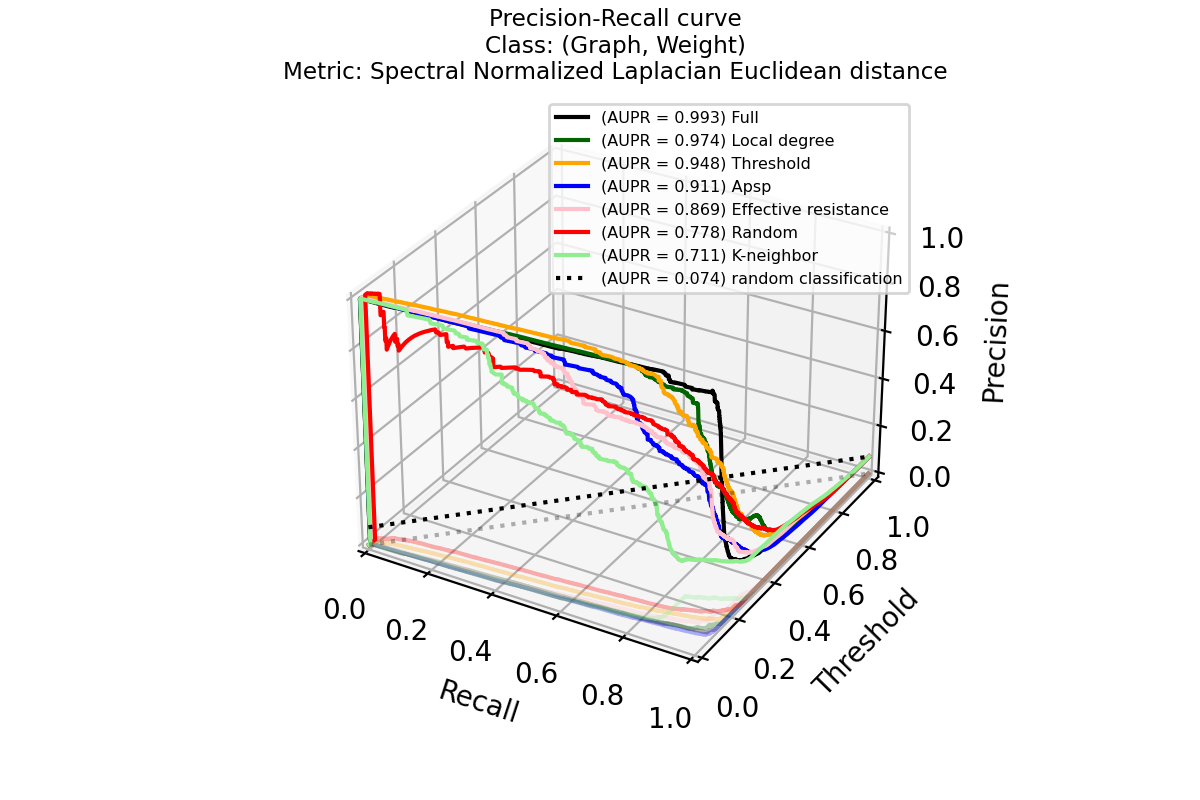 Precision-Recall curve
Class: (Graph, Weight)
Metric: Spectral Normalized Laplacian Euclidean distance
(AUPR = 0.993) Full
(AUPR = 0.974) Local degree
(AUPR = 0.948) Threshold
(AUPR = 0.911) Apsp
(AUPR = 0.869) Effective resistance
(AUPR = 0.778) Random
(AUPR = 0.711) K-neighbor
(AUPR = 0.074) random classification
1.0
0.8
0.6
0.4
0.2
0.0
Precision
1.0
0.8
0.6
0.4
0.2
0.0
Threshold
0.0
0.2
0.4
0.6
0.8
1.0
Recall